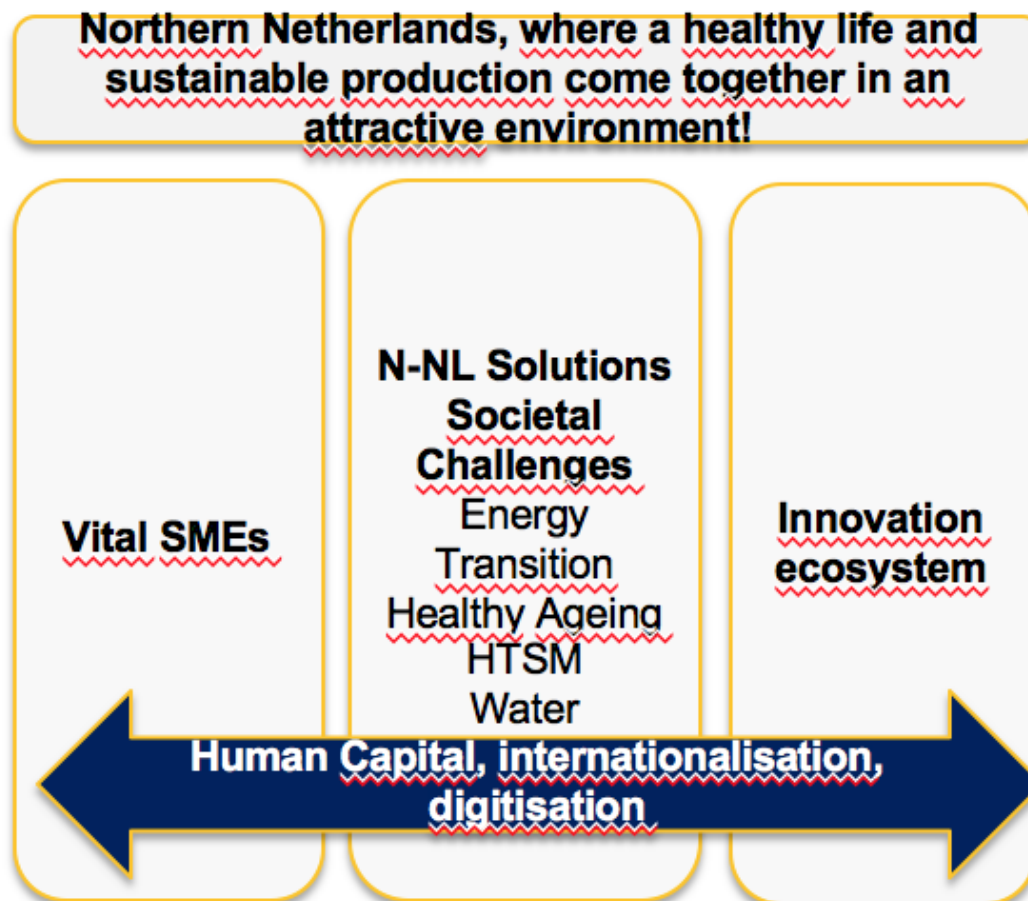 Northern Netherlands, where a healthy life and
sustainable production come together in an
attractive environment!
Vital SMEs
N-NL Solutions
Societal
Challenges
Energy
Transition
Healthy Ageing
HTSM
Water
Innovation
ecosystem
Human Capital, internationalisation,
digitisation